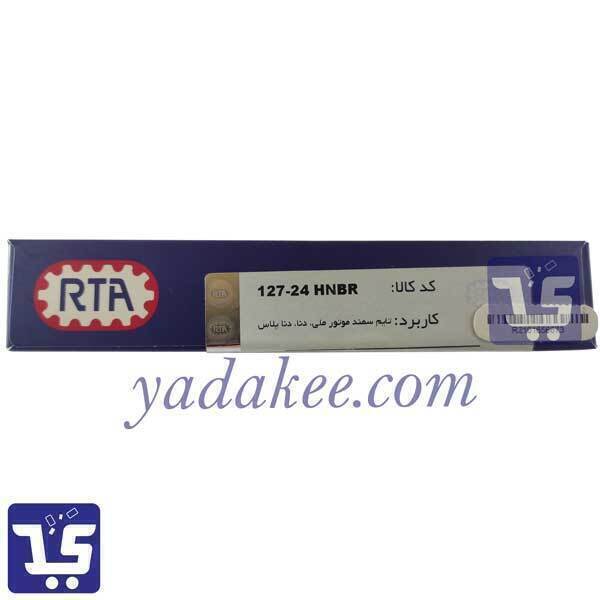 RTA
کد کالا: 127-24 HNBR
کاربرد: تایم سمند موتور ملی، دنا، دنا پلاس
yadakee.com